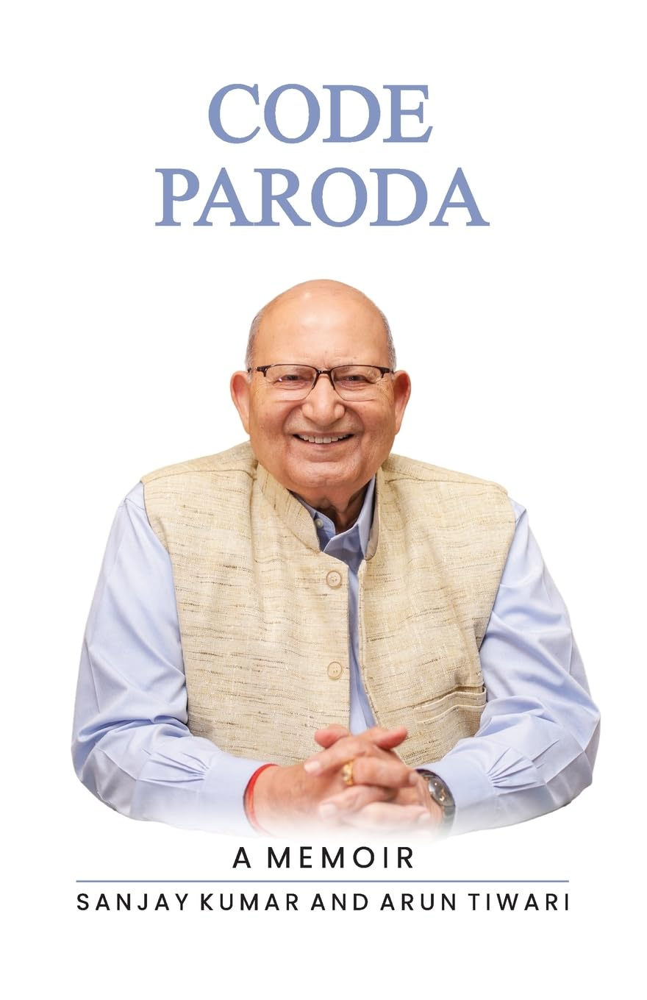 CODE
PARODA
A MEMOIR
SANJAY KUMAR AND ARUN TIWARI